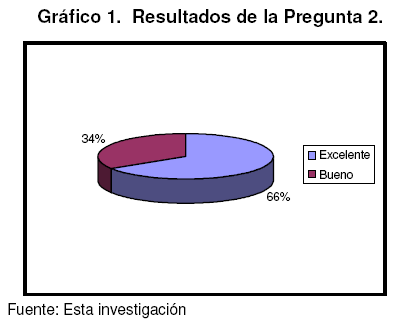 Gráfico 1.  Resultados de la Pregunta 2.
34%
Excelente
Bueno
66%
Fuente: Esta investigación